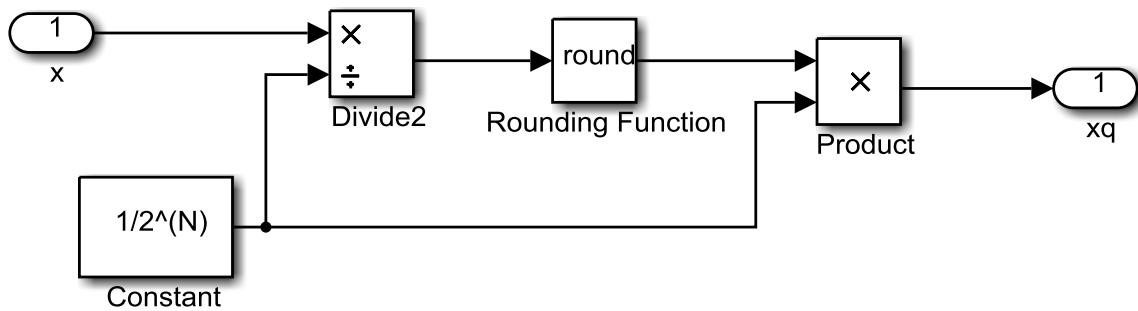 1
x
×
÷
Divide2
round
Rounding Function
×
Product
1
xq
1/2^(N)
Constant